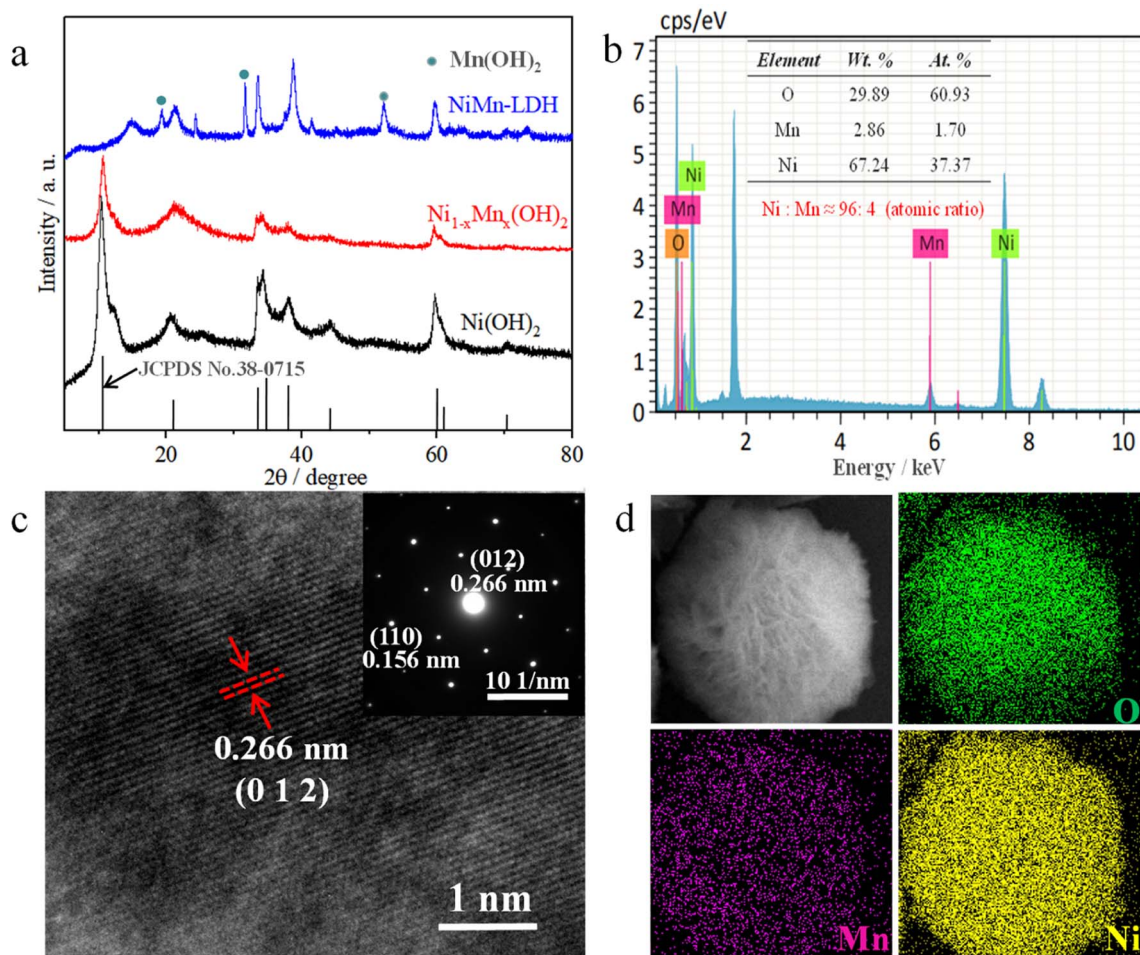 a
Mn(OH)₂
NiMn-LDH
Ni₁₋ₓMnₓ(OH)₂
Ni(OH)₂
JCPDS No.38-0715
Intensity / a. u.
20 40 60 80
2θ / degree
b
cps/eV
7
6
5
4
3
2
1
0
Element Wt. % At. %
O 29.89 60.93
Mn 2.86 1.70
Ni 67.24 37.37
Ni : Mn ≈ 96: 4 (atomic ratio)
Ni
Mn
O
Mn
Ni
2 4 6 8 10
Energy / keV
c
(012)
0.266 nm
(110)
0.156 nm
10 1/nm
0.266 nm
(0 1 2)
1 nm
d
O
Mn
Ni